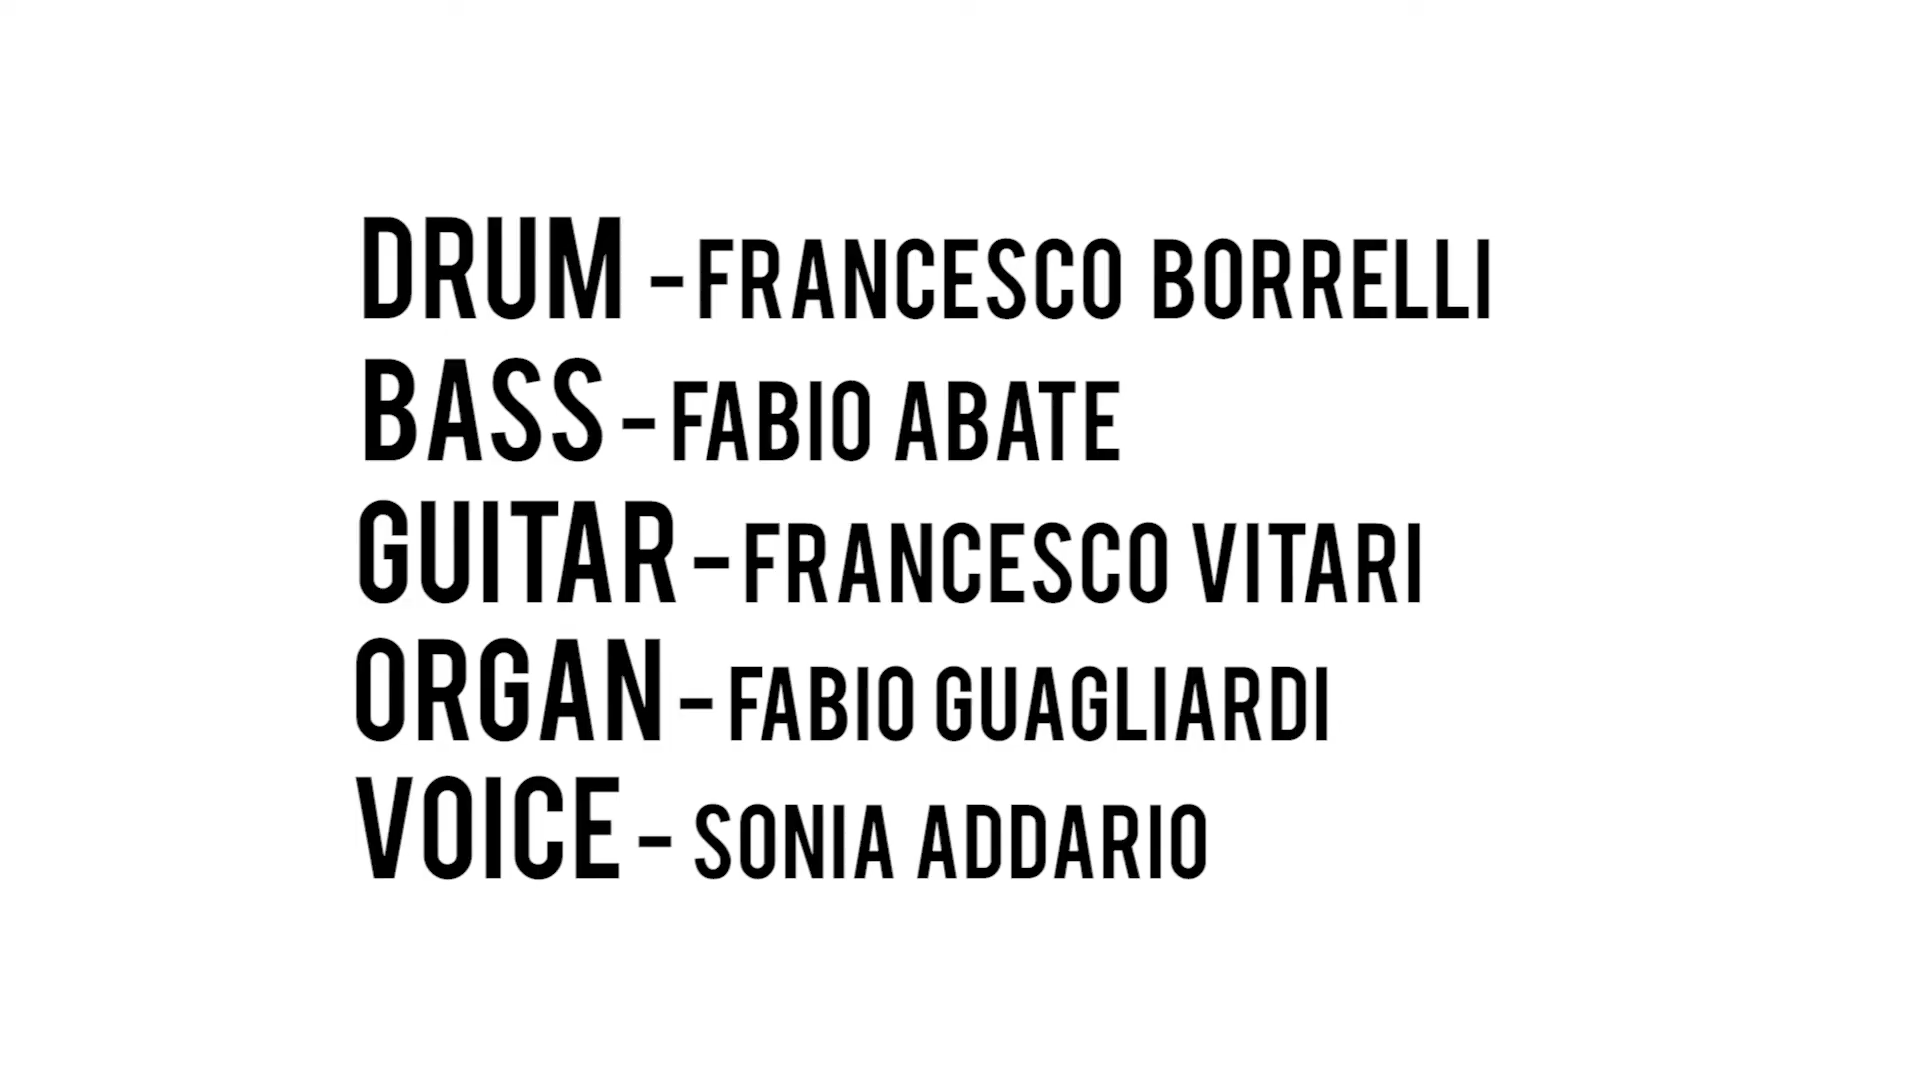 DRUM - FRANCESCO BORRELLI
BASS - FABIO ABATE
GUITAR - FRANCESCO VITARI
ORGAN - FABIO GUAGLIARDI
VOICE - SONIA ADDARIO